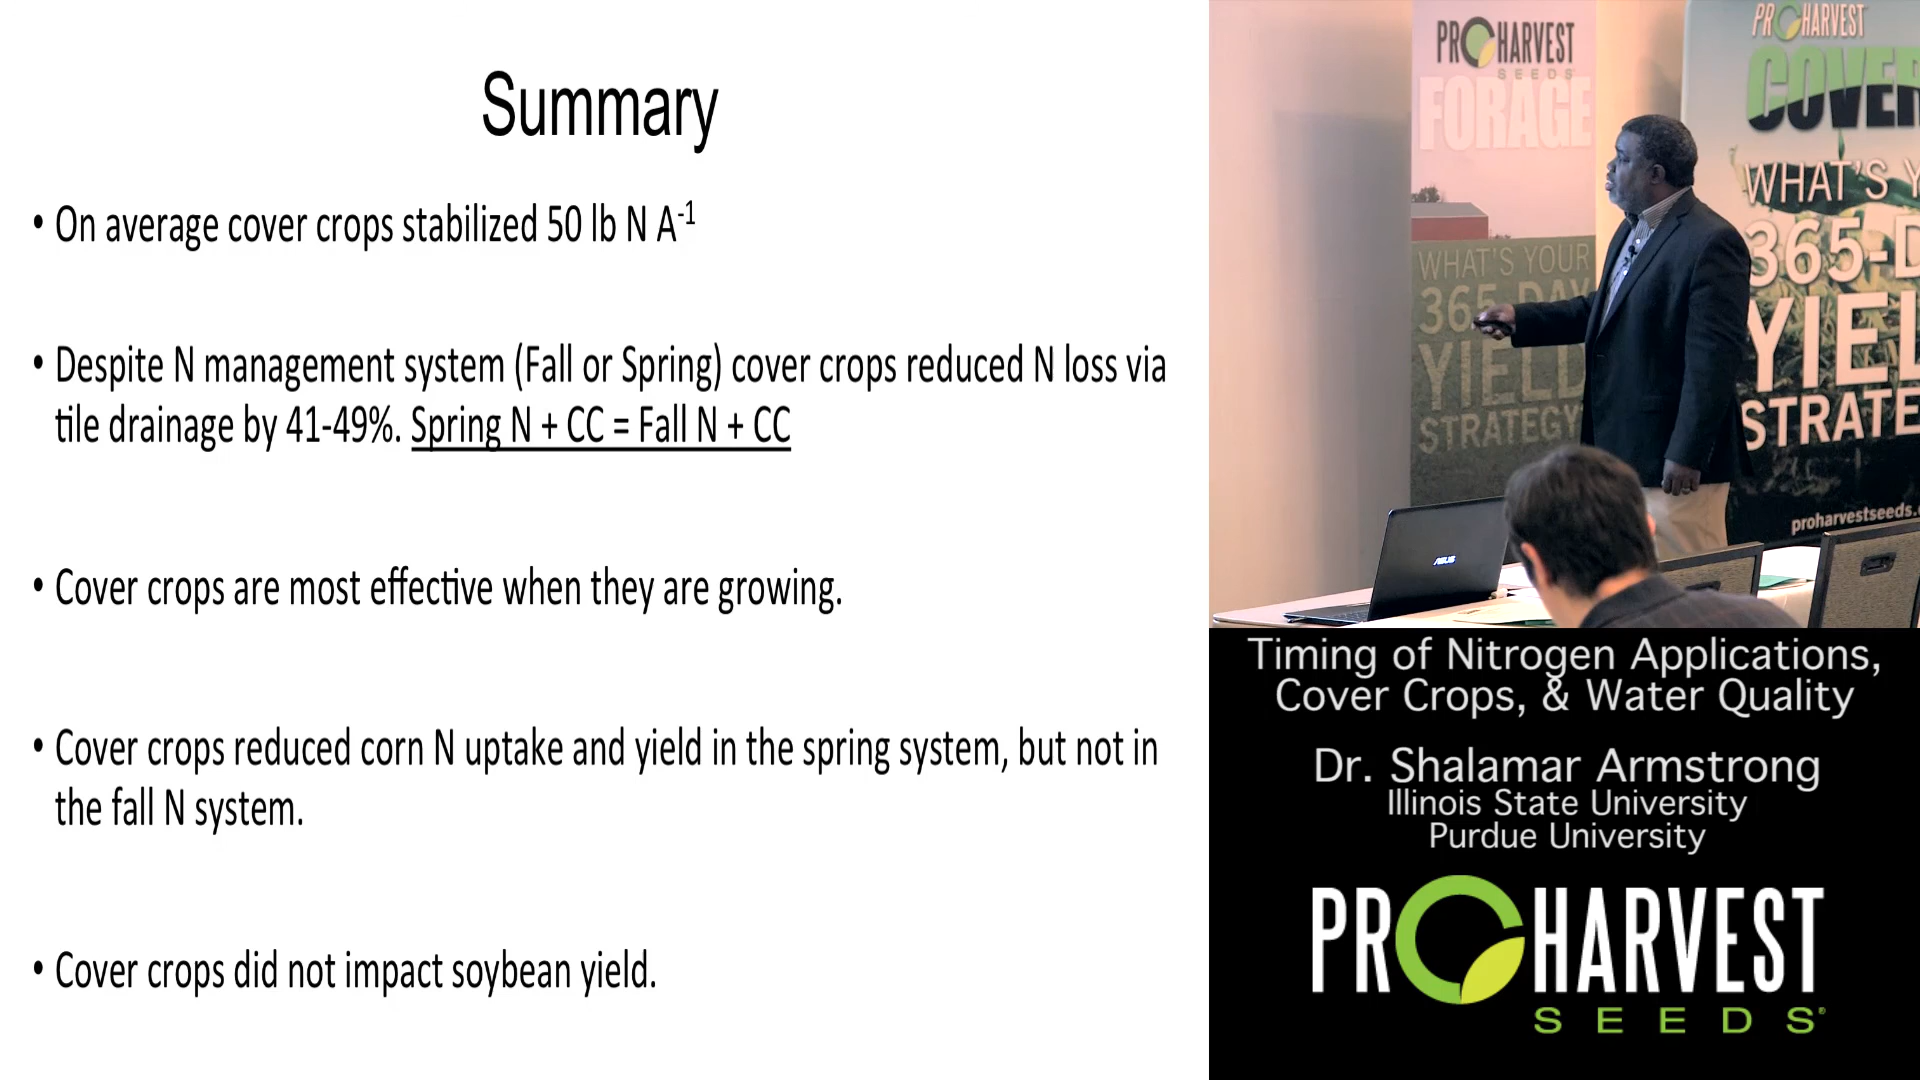 Summary
• On average cover crops stabilized 50 lb N A-1
• Despite N management system (Fall or Spring) cover crops reduced N loss via
tile drainage by 41-49%. Spring N + CC = Fall N + CC
• Cover crops are most effective when they are growing.
• Cover crops reduced corn N uptake and yield in the spring system, but not in
the fall N system.
• Cover crops did not impact soybean yield.
PROHARVEST
SEEDS
FORAGE
WHAT'S YOUR
365-DAY
YIELD
STRATEGY
PROHARVEST
COVER
WHAT'S Y
365-D
YIEL
STRATE
proharvestseeds.
ASUS
Timing of Nitrogen Applications,
Cover Crops, & Water Quality
Dr. Shalamar Armstrong
Illinois State University
Purdue University
PROHARVEST
SEEDS®